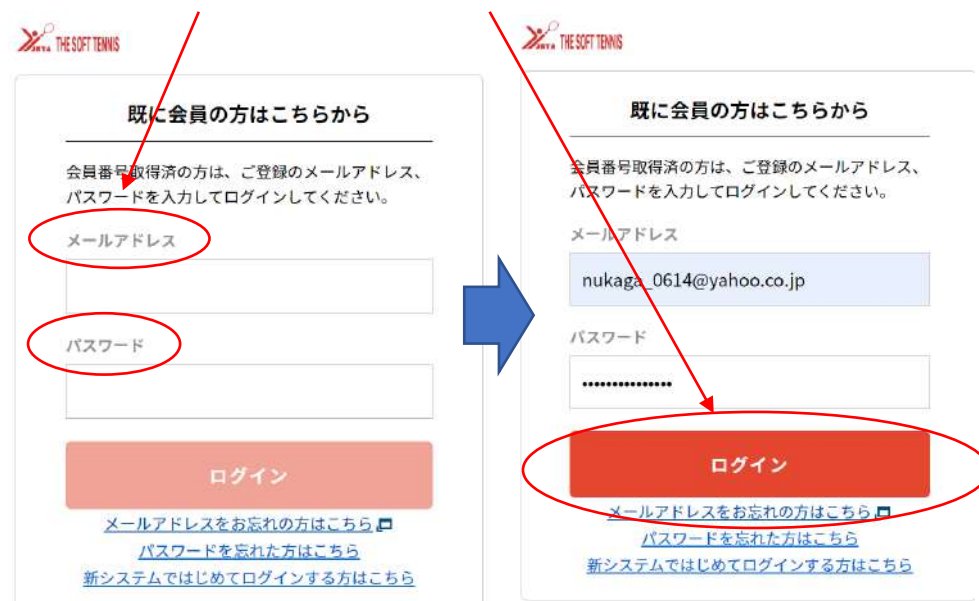 THE SOFT TENNIS
既に会員の方はこちらから
会員番号取得済の方は、ご登録のメールアドレス、
パスワードを入力してログインしてください。
メールアドレス
パスワード
ログイン
メールアドレスをお忘れの方はこちら
パスワードを忘れた方はこちら
新システムではじめてログインする方はこちら
THE SOFT TENNIS
既に会員の方はこちらから
会員番号取得済の方は、ご登録のメールアドレス、
パスワードを入力してログインしてください。
メールアドレス
nukaga_0614@yahoo.co.jp
パスワード
•••••••••••••••
ログイン
メールアドレスをお忘れの方はこちら
パスワードを忘れた方はこちら
新システムではじめてログインする方はこちら